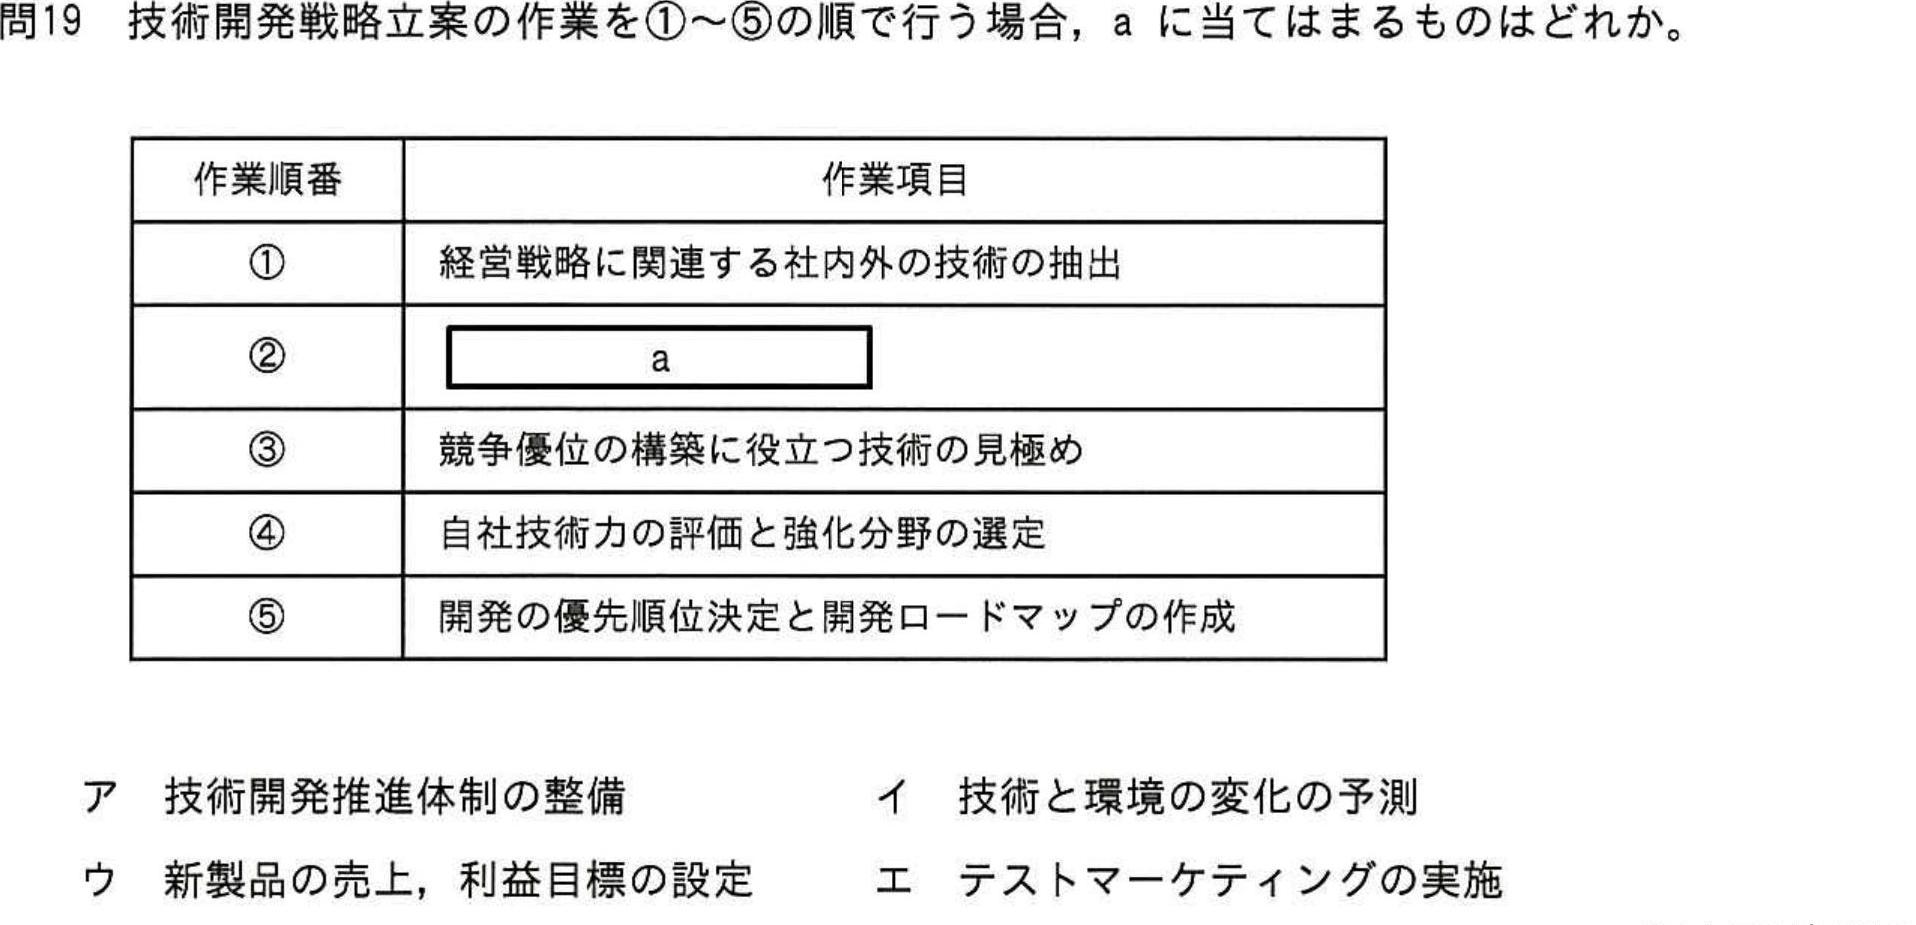 問19 技術開発戦略立案の作業を①～⑤の順で行う場合，a に当てはまるものはどれか。
作業順番 作業項目
① 経営戦略に関連する社内外の技術の抽出
② a
③ 競争優位の構築に役立つ技術の見極め
④ 自社技術力の評価と強化分野の選定
⑤ 開発の優先順位決定と開発ロードマップの作成
ア 技術開発推進体制の整備 イ 技術と環境の変化の予測
ウ 新製品の売上，利益目標の設定 エ テストマーケティングの実施